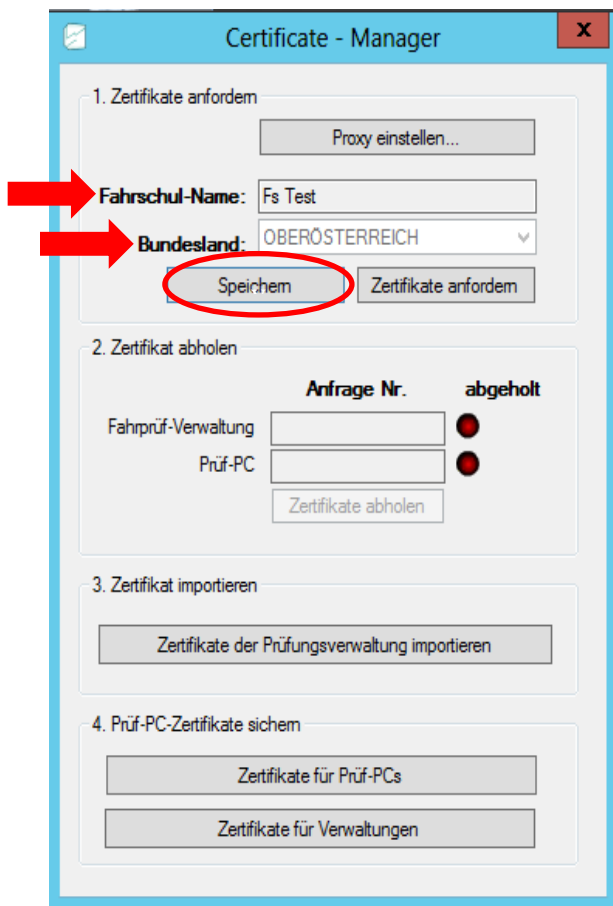 Certificate - Manager
x
1. Zertifikate anfordern
Proxy einstellen...
Fahrschul-Name: Fs Test
Bundesland: OBERÖSTERREICH
Speichern Zertifikate anfordern
2. Zertifikat abholen
Anfrage Nr. abgeholt
Fahrprüf-Verwaltung
Prüf-PC
Zertifikate abholen
3. Zertifikat importieren
Zertifikate der Prüfungsverwaltung importieren
4. Prüf-PC-Zertifikate sichern
Zertifikate für Prüf-PCs
Zertifikate für Verwaltungen